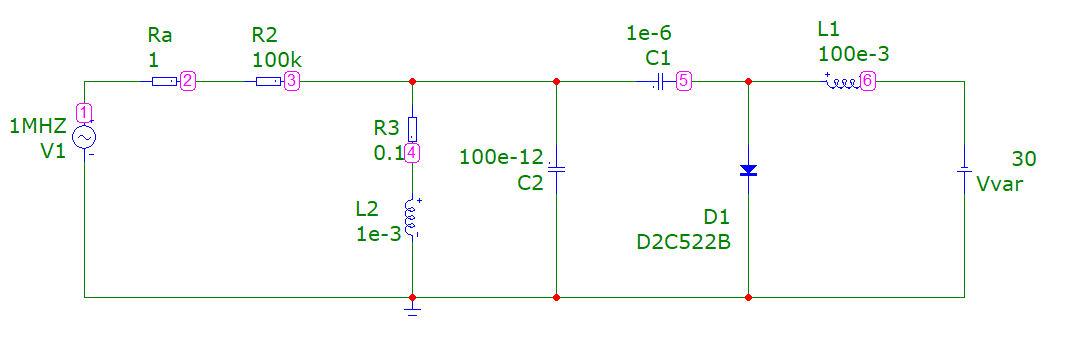 Ra
1
R2
100k
1e-6
C1
L1
100e-3
2
3
5
6
1
1MHZ
V1
R3
0.1
4
100e-12
C2
30
Vvar
L2
1e-3
D1
D2C522B